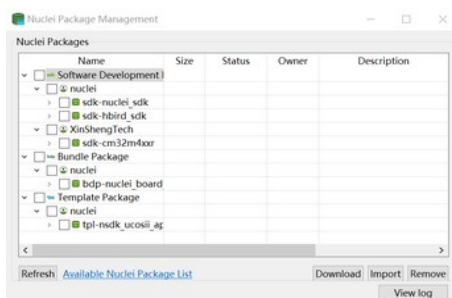 Nuclei Package Management
Nuclei Packages
Name Size Status Owner Description
Software Development
nuclei
sdk-nuclei_sdk
sdk-hbird_sdk
XinShengTech
sdk-cm32m4xxr
Bundle Package
nuclei
bdp-nuclei_board
Template Package
nuclei
tpl-nsdk_ucosii_ap
Refresh Available Nuclei Package List Download Import Remove
View log